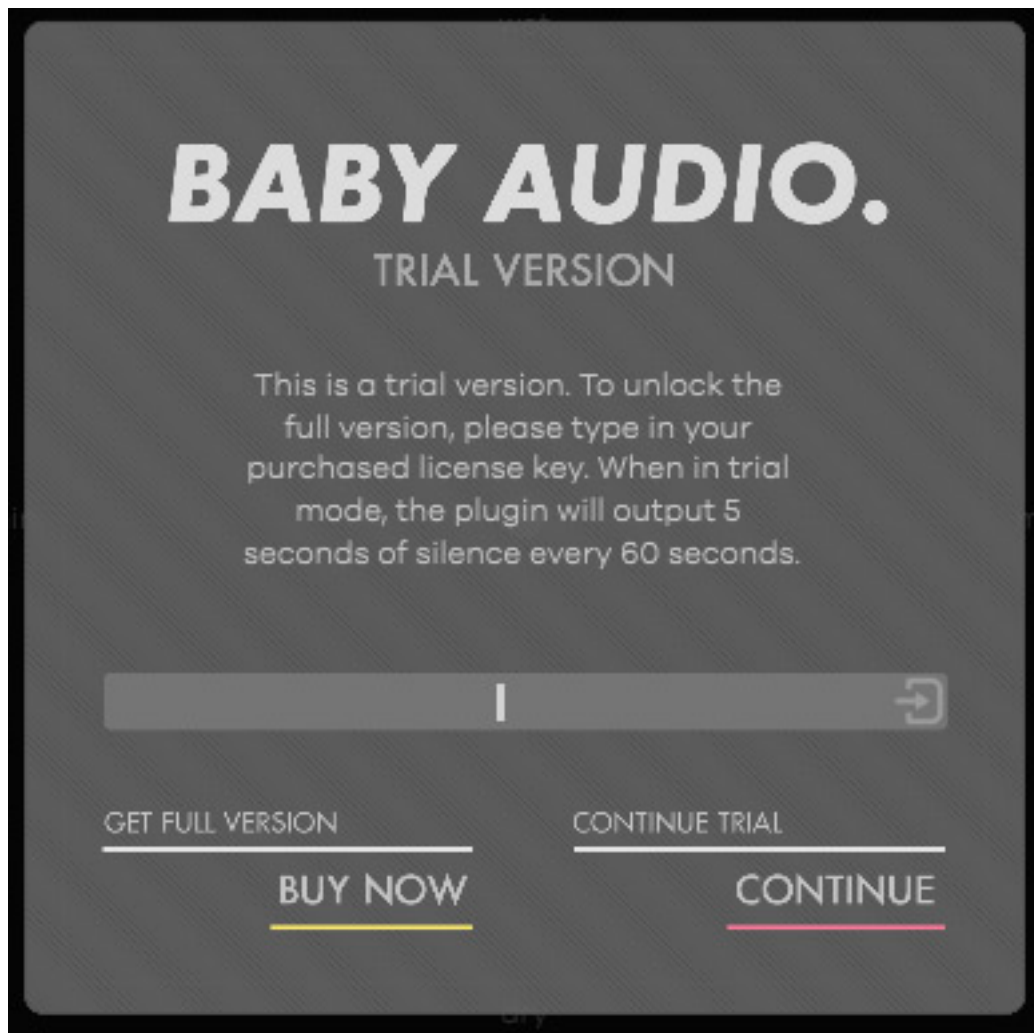 BABY AUDIO.
TRIAL VERSION
This is a trial version. To unlock the
full version, please type in your
purchased license key. When in trial
mode, the plugin will output 5
seconds of silence every 60 seconds.
GET FULL VERSION
CONTINUE TRIAL
BUY NOW
CONTINUE